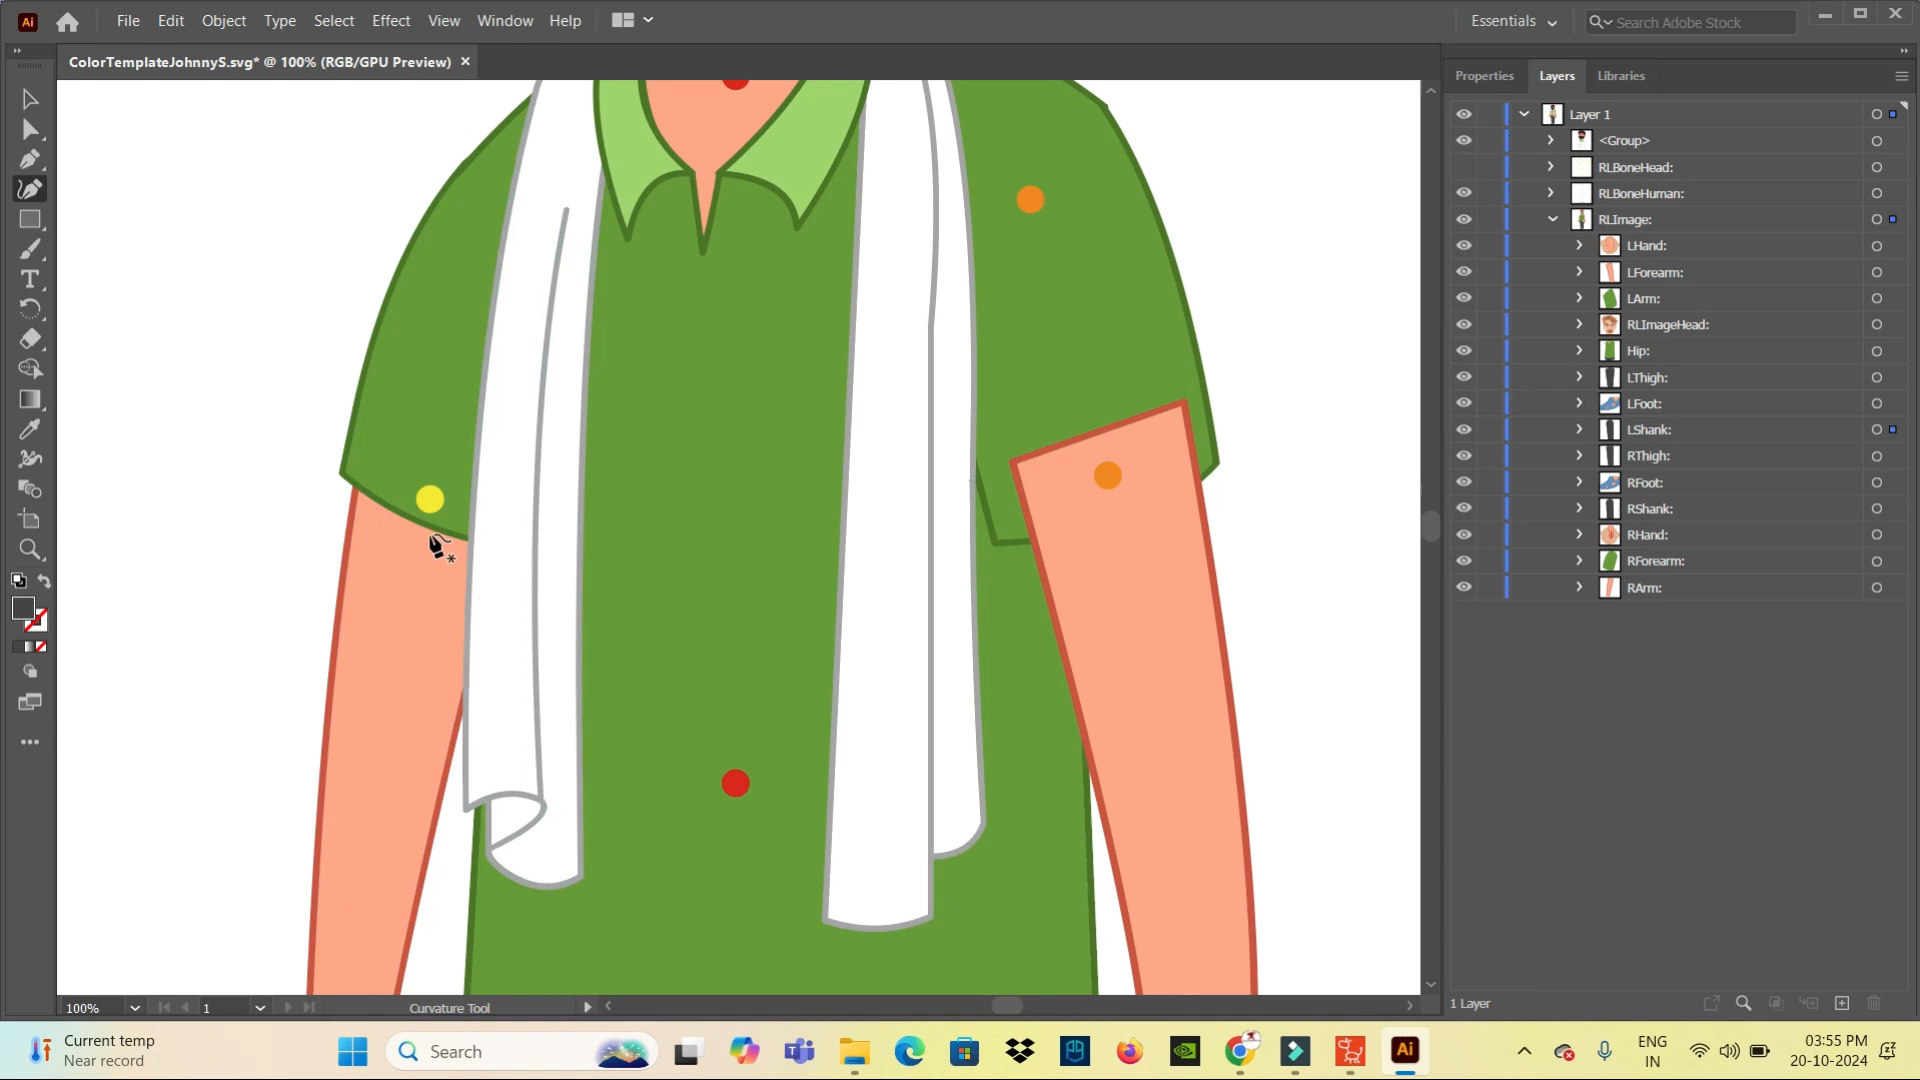 Ai File Edit Object Type Select Effect View Window Help Essentials Search Adobe Stock
ColorTemplateJohnnyS.svg* @ 100% (RGB/GPU Preview) ×
Properties Layers Libraries
Layer 1
<Group>
RLBoneHead:
RLBoneHuman:
RLImage:
LHand:
LForearm:
LArm:
RLImageHead:
Hip:
LThigh:
LFoot:
LShank:
RThigh:
RFoot:
RShank:
RHand:
RForearm:
RArm:
100% 1 Curvature Tool
1 Layer
Current temp
Near record
Search
Ai
ENG
IN
03:55 PM
20-10-2024